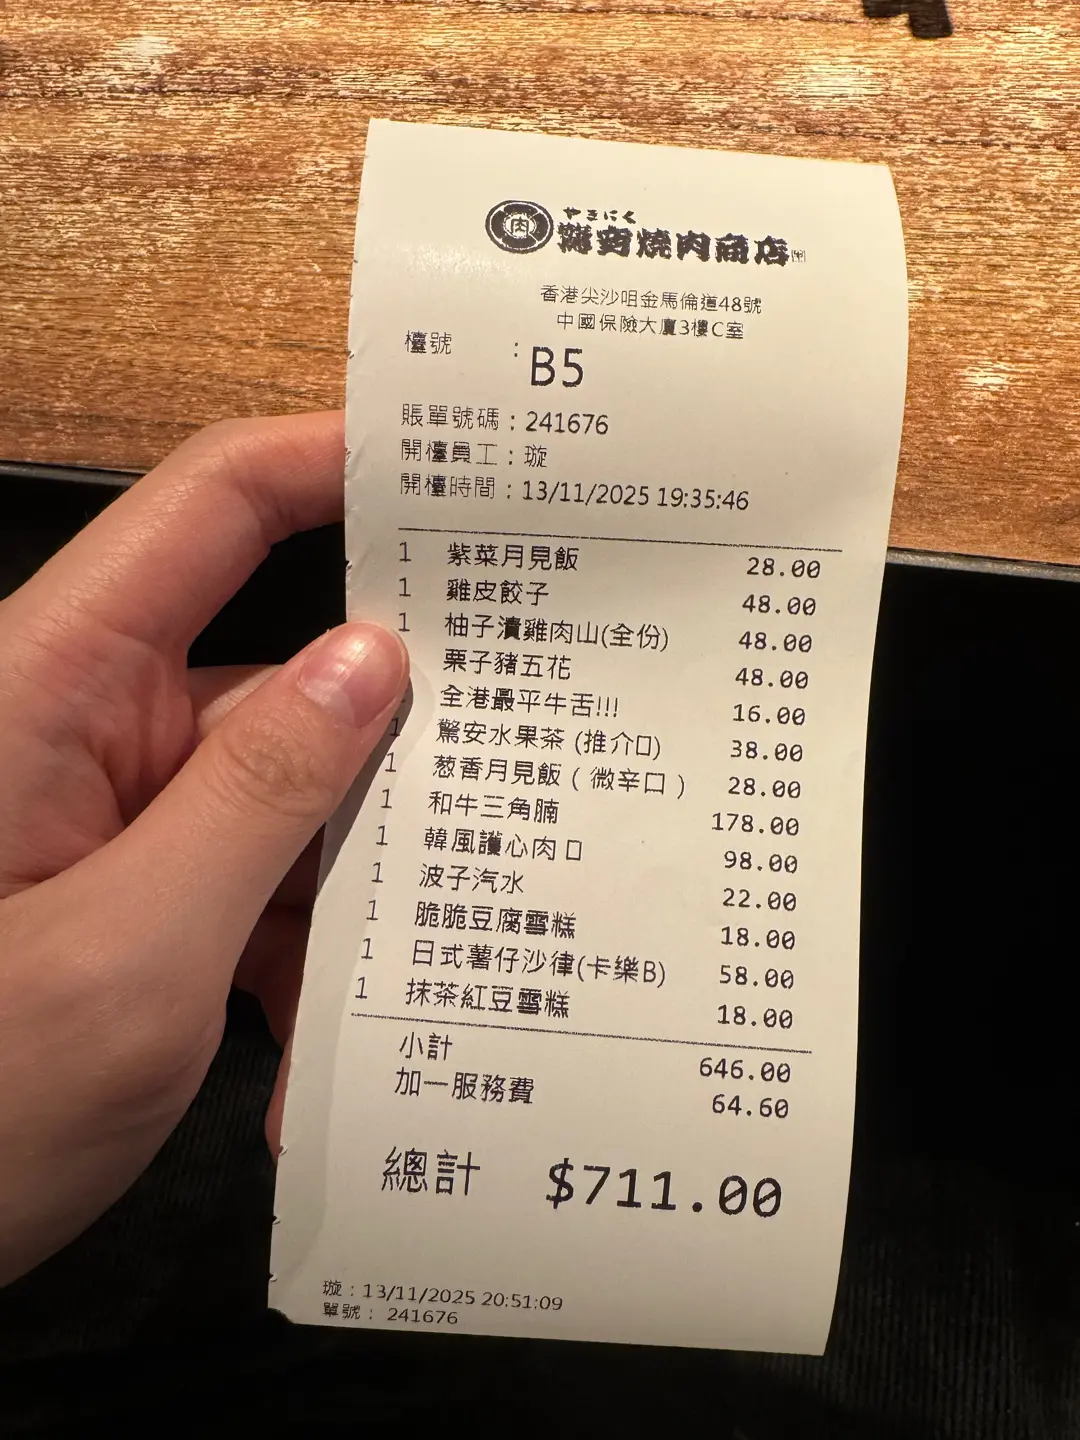 肉
やきにく
燒肉商店
香港尖沙咀金馬倫道48號
中國保險大廈3樓C室
檯號 : B5
賬單號碼 : 241676
開檯員工 : 璇
開檯時間 : 13/11/2025 19:35:46
1 紫菜月見飯 28.00
1 雞皮餃子 48.00
1 柚子漬雞肉山(全份) 48.00
栗子豬五花 48.00
全港最平牛舌!!! 16.00
1 驚安水果茶 (推介口) 38.00
1 葱香月見飯 ( 微辛口 ) 28.00
1 和牛三角腩 178.00
1 韓風護心肉口 98.00
1 波子汽水 22.00
1 脆脆豆腐雪糕 18.00
1 日式薯仔沙律(卡樂B) 58.00
1 抹茶紅豆雪糕 18.00
小計 646.00
加一服務費 64.60
總計 $711.00
璇 : 13/11/2025 20:51:09
單號 : 241676